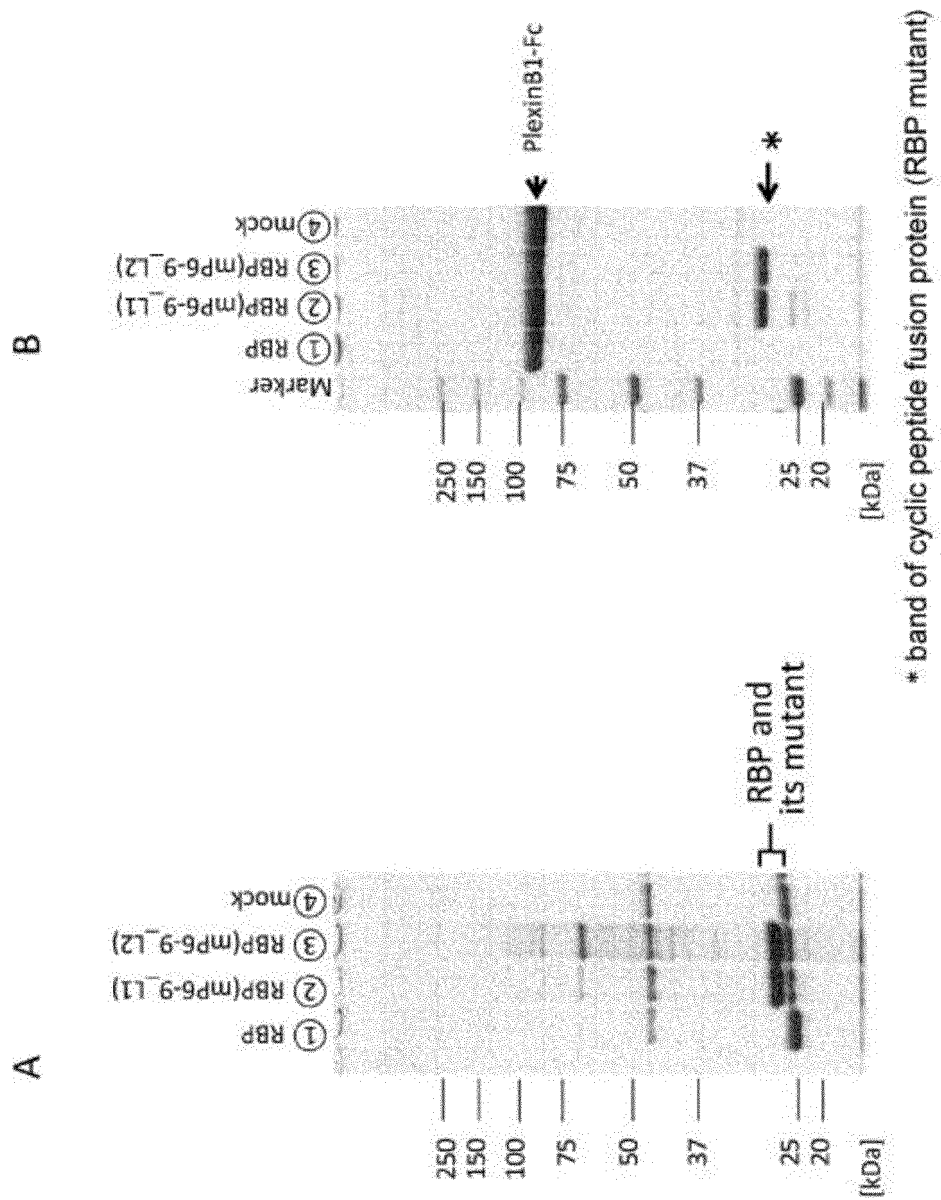 A
① RBP
② RBP(mP6-9_L1)
③ RBP(mP6-9_L2)
④ mock
250
150
100
75
50
37
25
20
[kDa]
RBP and
its mutant
B
Marker
① RBP
② RBP(mP6-9_L1)
③ RBP(mP6-9_L2)
④ mock
250
150
100
75
50
37
25
20
[kDa]
PlexinB1-Fc
*
* band of cyclic peptide fusion protein (RBP mutant)